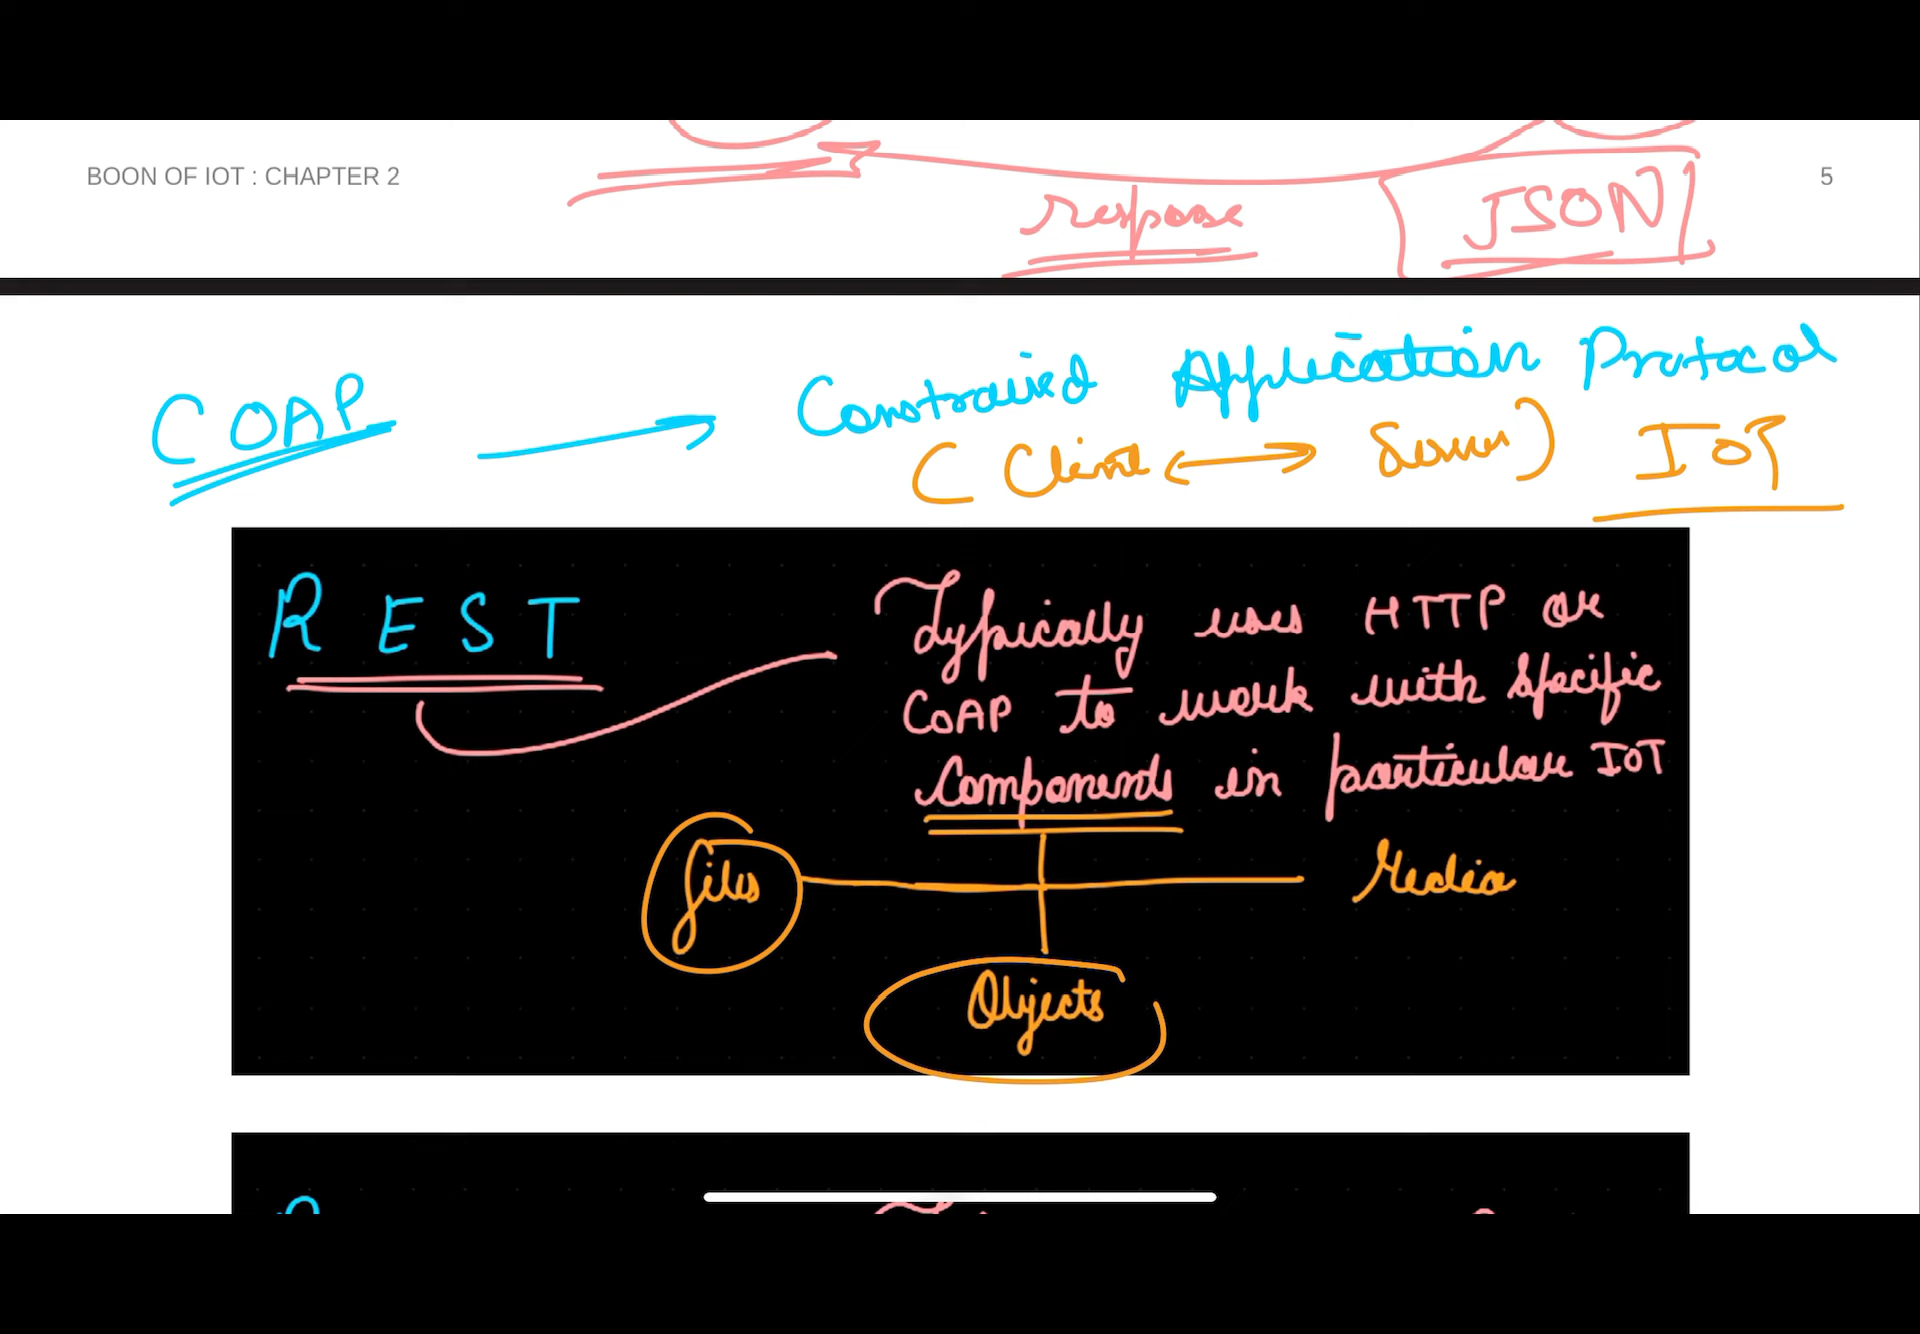 BOON OF IOT : CHAPTER 2
5
response
JSON
COAP
Constrained Application Protocol
(Client ↔ Server) IOT
REST
Typically uses HTTP or
COAP to work with specific
Components in particular IOT
files
Media
Objects